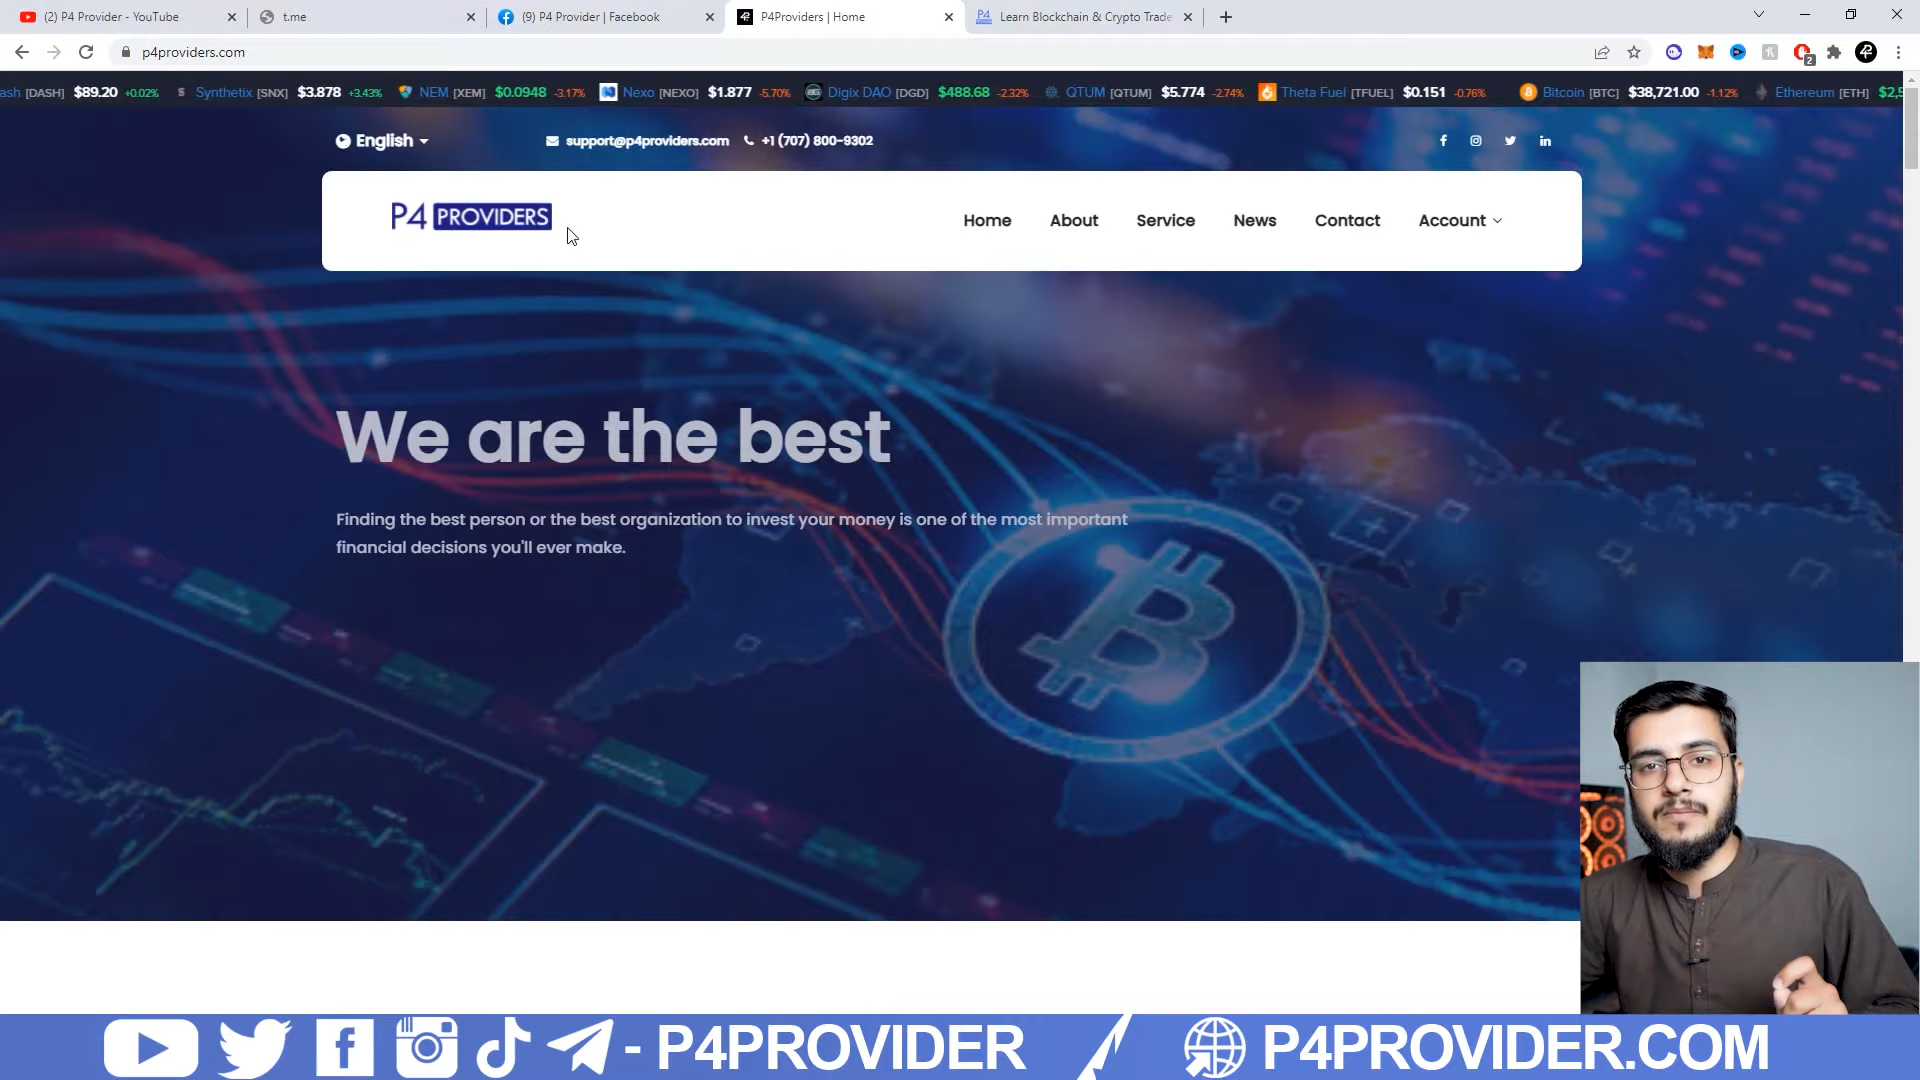 (2) P4 Provider - YouTube
t.me
(9) P4 Provider | Facebook
P4Providers | Home
Learn Blockchain & Crypto Trade
p4providers.com
2
ash [DASH] $89.20 +0.02% Synthetix [SNX] $3.878 +3.43% NEM [XEM] $0.0948 -3.17% Nexo [NEXO] $1.877 -5.70% Digix DAO [DGD] $488.68 -2.32% QTUM [QTUM] $5.774 -2.74% Theta Fuel [TFUEL] $0.151 -0.76% Bitcoin [BTC] $38,721.00 -1.12% Ethereum [ETH] $2,5
English
support@p4providers.com
+1 (707) 800-9302
P4 PROVIDERS
Home About Service News Contact Account
We are the best
Finding the best person or the best organization to invest your money is one of the most important
financial decisions you'll ever make.
- P4PROVIDER
P4PROVIDER.COM